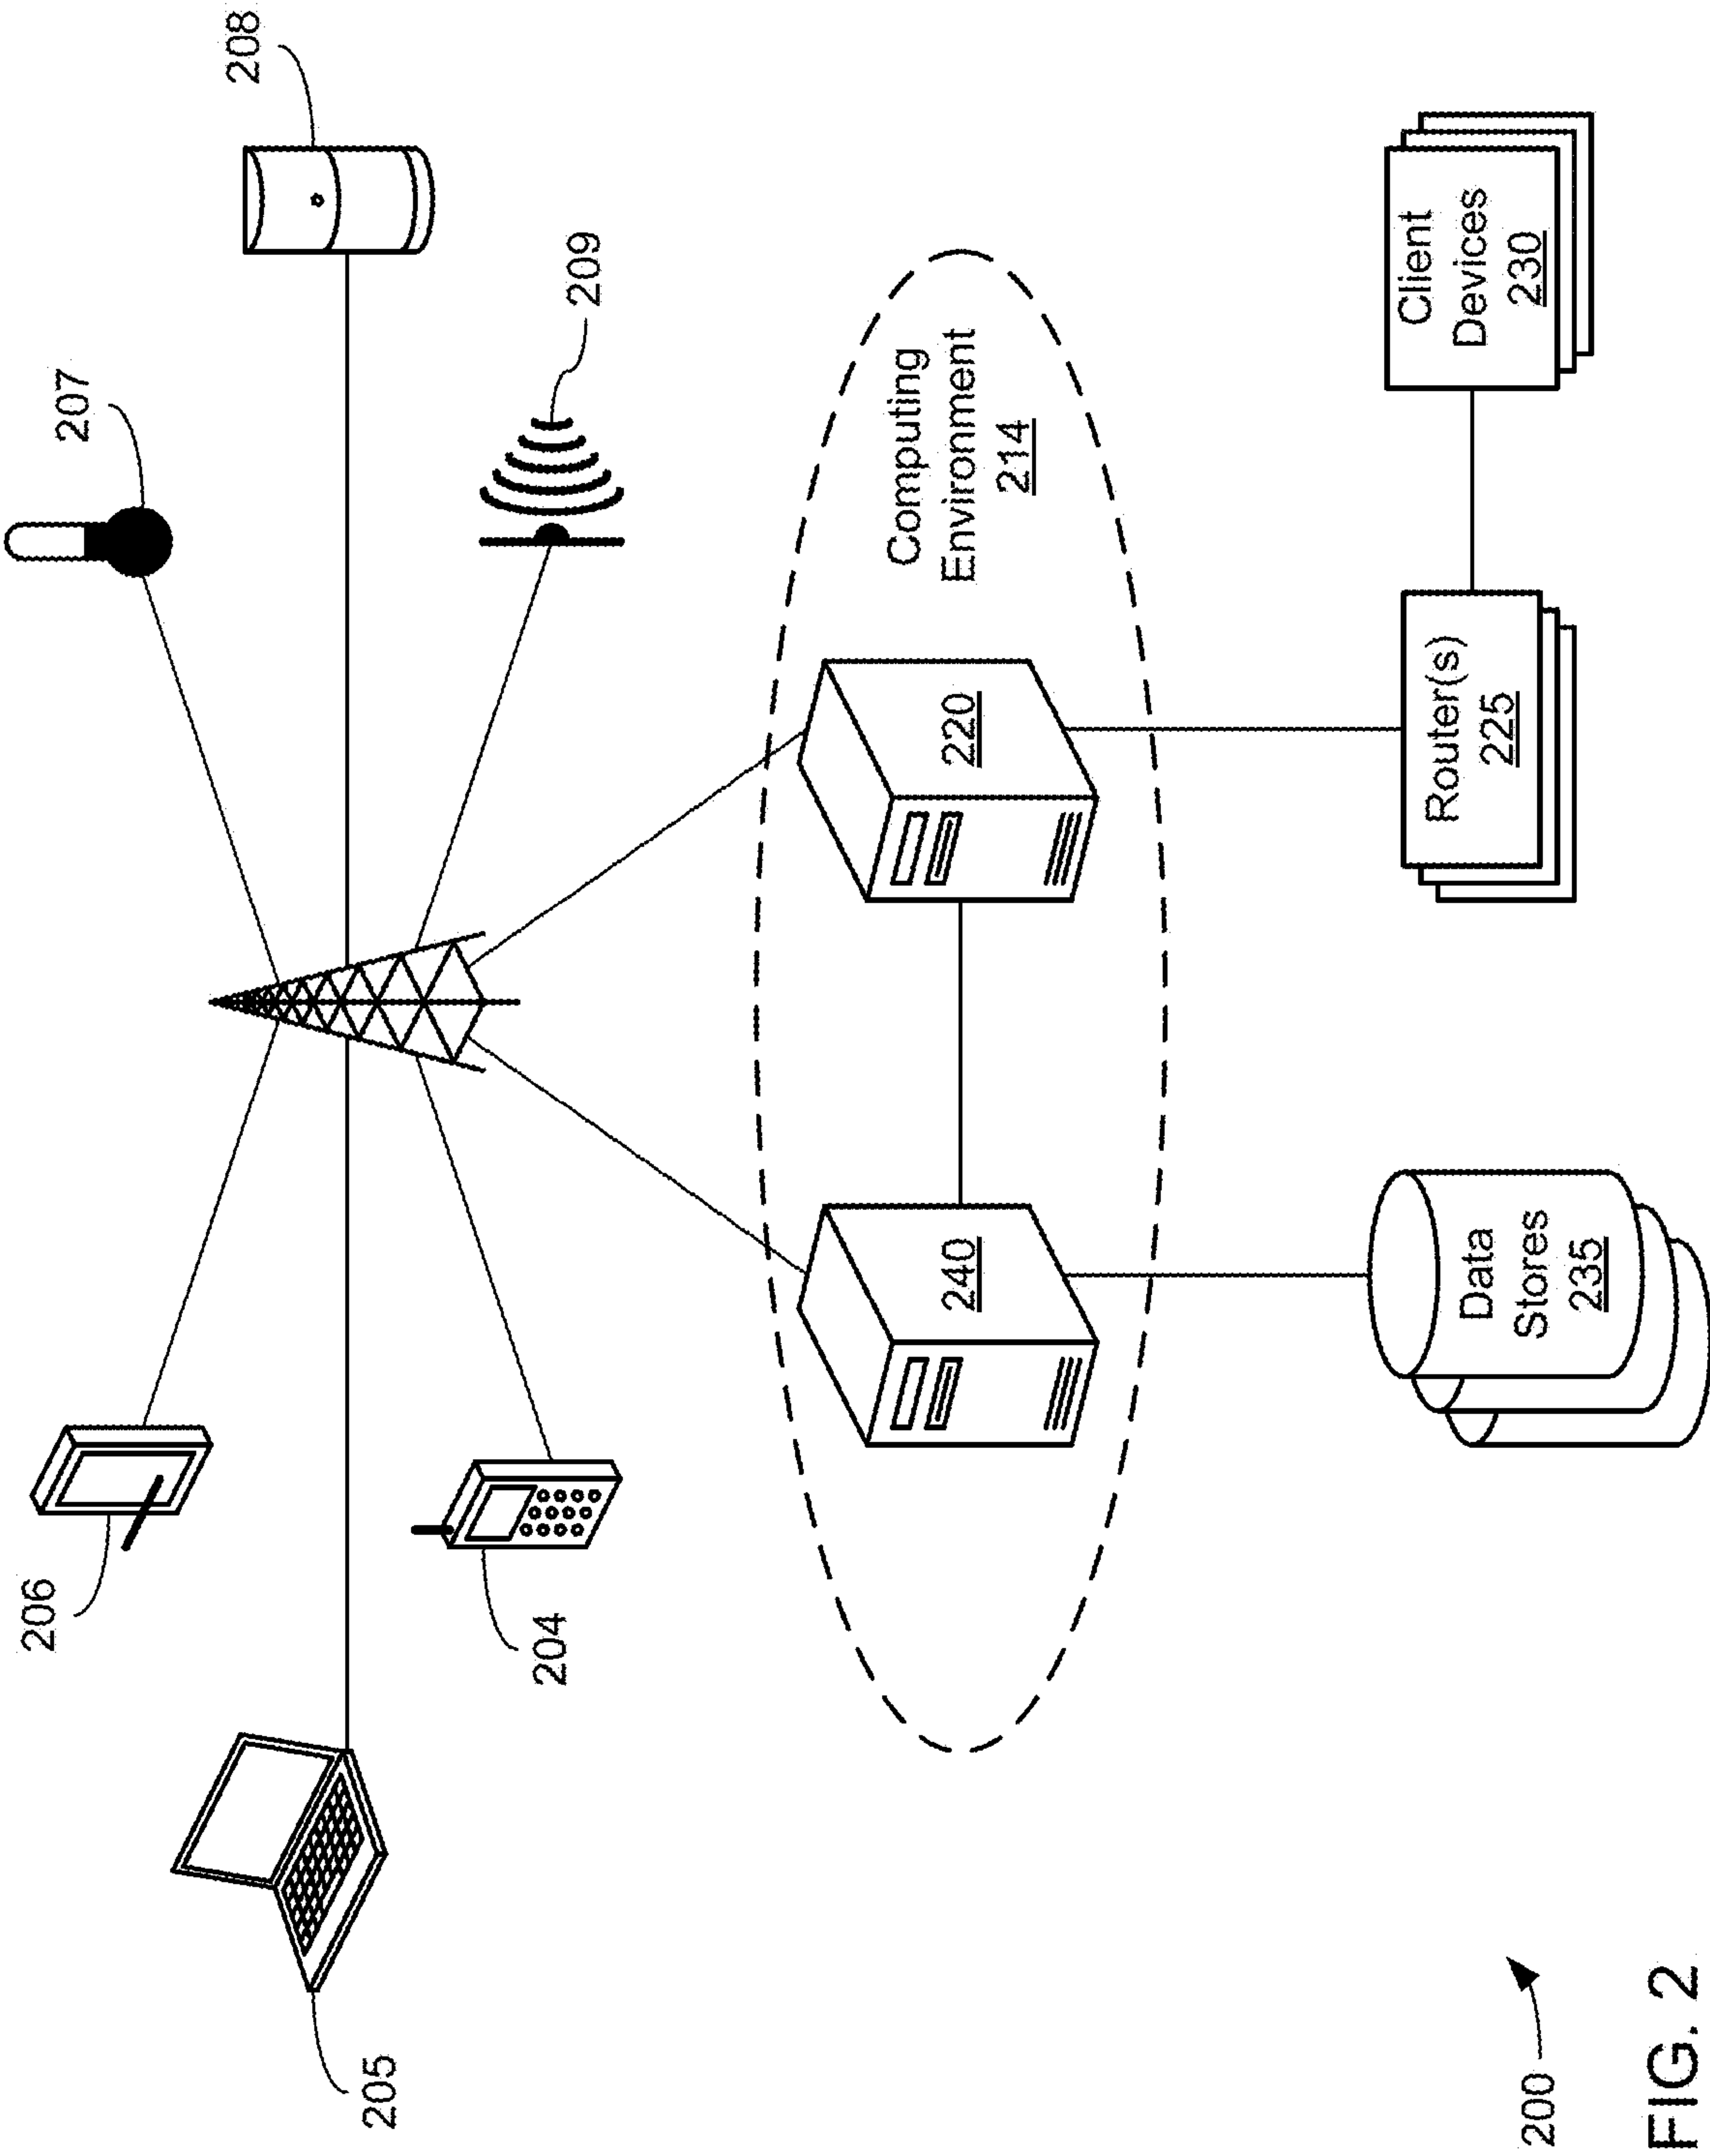 206
207
205
208
204
209
Computing
Environment
214
240
220
Data
Stores
235
Router(s)
225
Client
Devices
230
200
FIG. 2